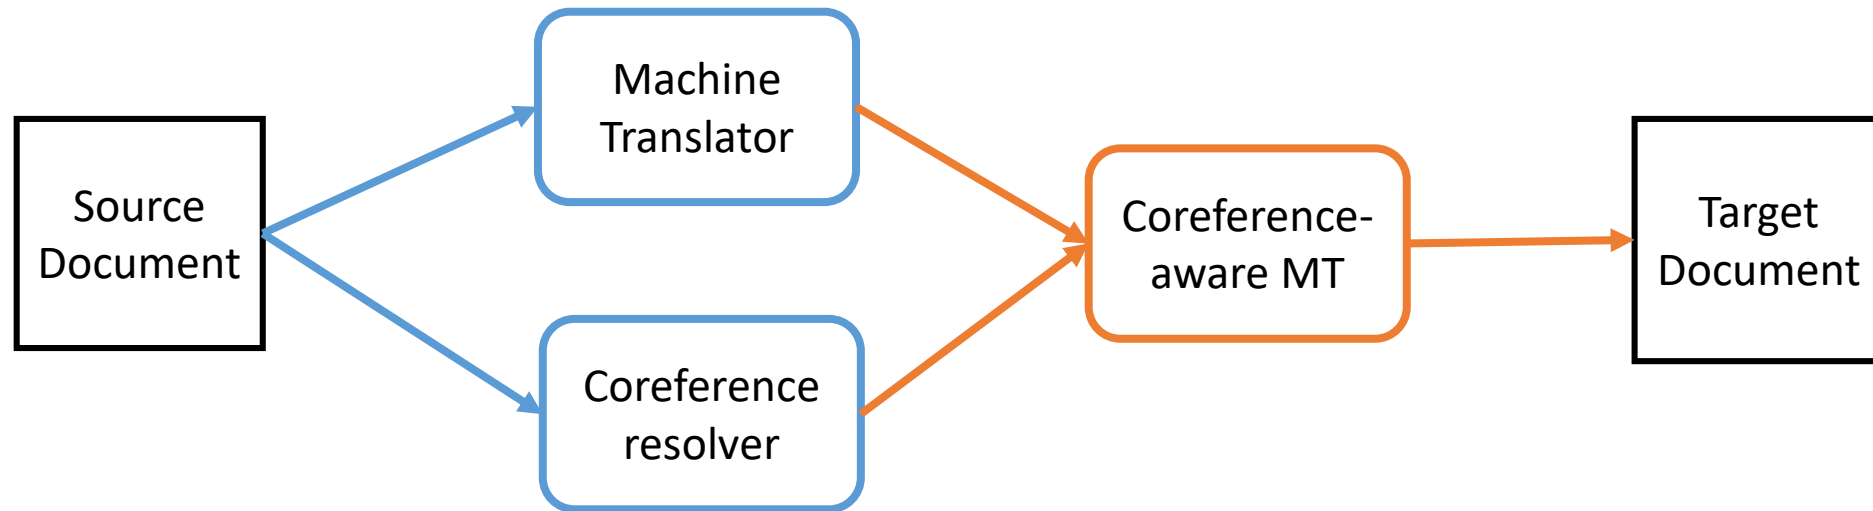 Source
Document
Machine
Translator
Coreference
resolver
Coreference-
aware MT
Target
Document